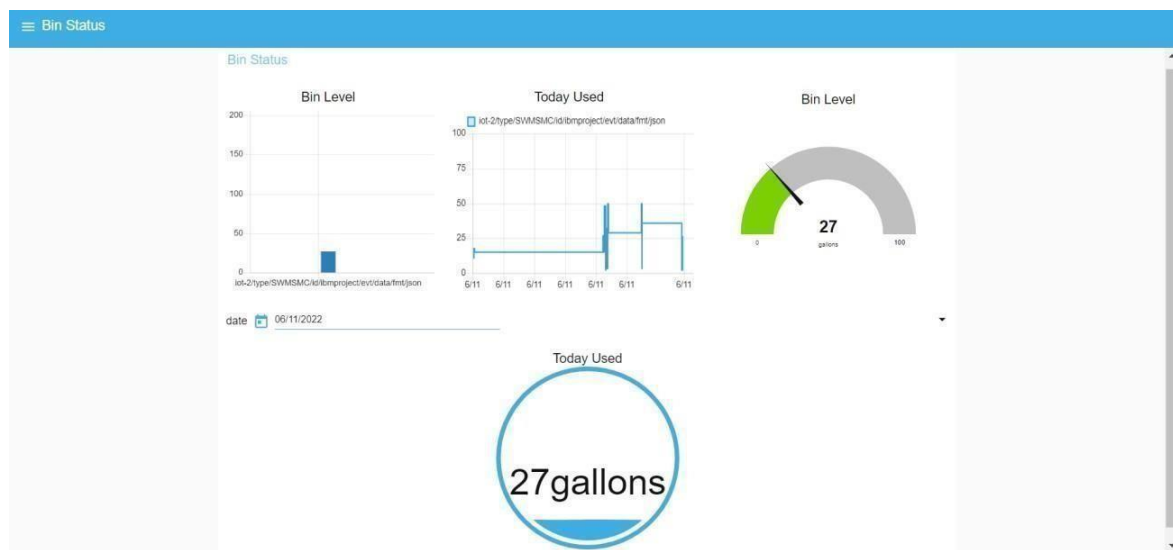 Bin Status
Bin Status
Bin Level
200
150
100
50
0
iot-2/type/SWMSMC/id/ibmproject/evt/data/fmt/json
Today Used
iot-2/type/SWMSMC/id/ibmproject/evt/data/fmt/json
100
75
50
25
0
6/11 6/11 6/11 6/11 6/11 6/11 6/11
Bin Level
27
gallons
0 100
date 06/11/2022
Today Used
27gallons